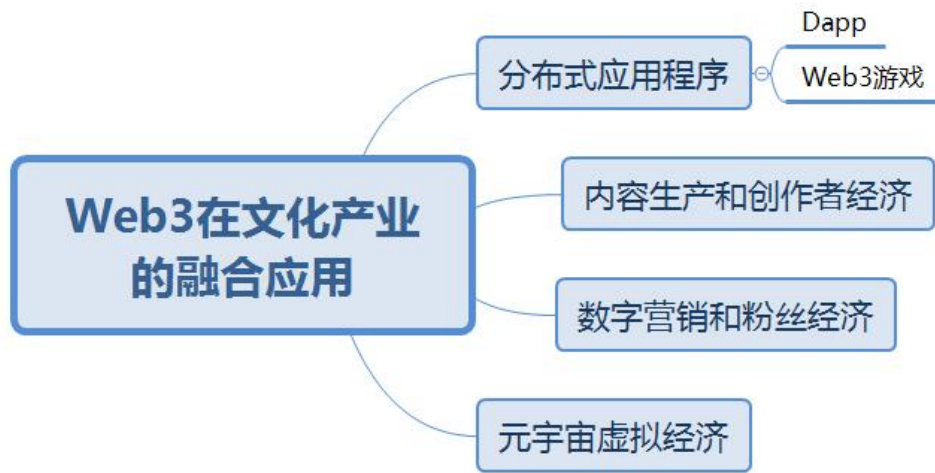 Web3在文化产业
的融合应用
分布式应用程序
Dapp
Web3游戏
内容生产和创作者经济
数字营销和粉丝经济
元宇宙虚拟经济